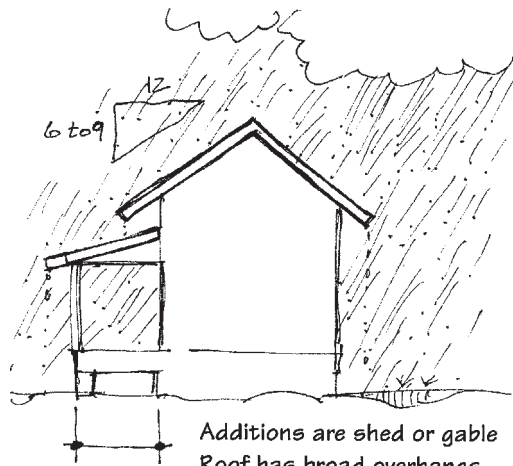 12
6 to 9
Additions are shed or gable
Roof has broad overhangs